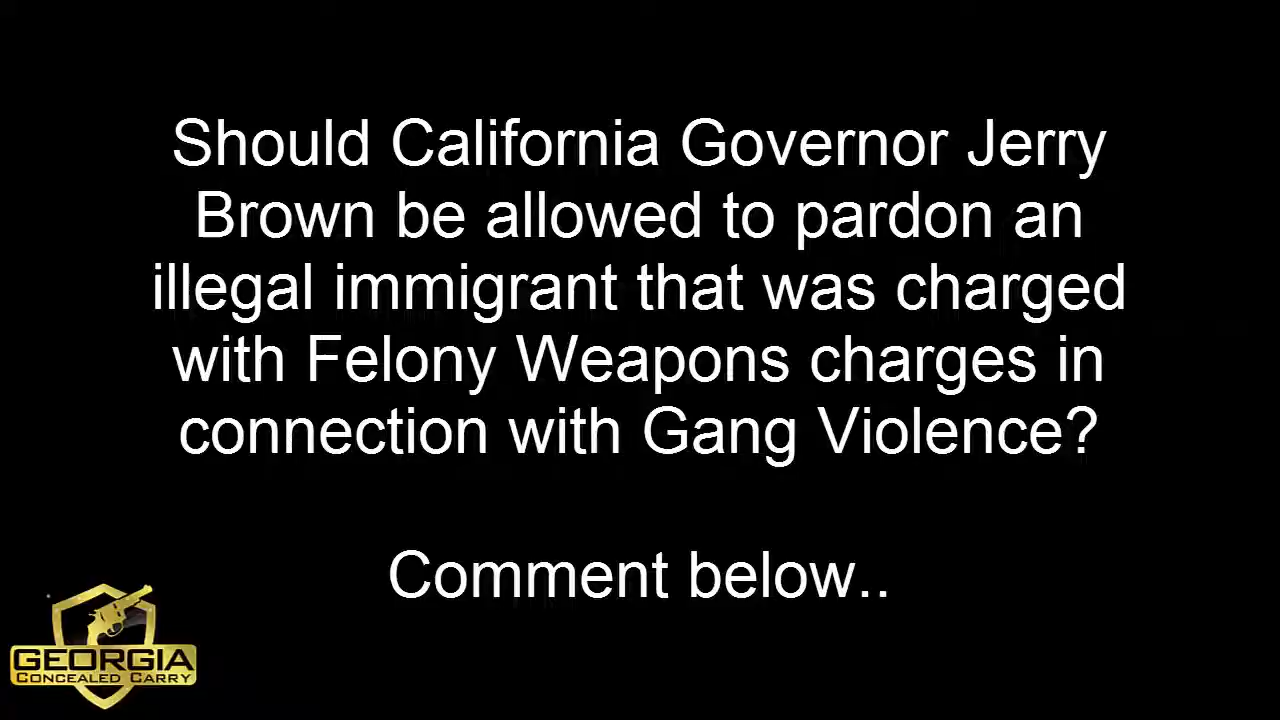 Should California Governor Jerry
Brown be allowed to pardon an
illegal immigrant that was charged
with Felony Weapons charges in
connection with Gang Violence?
Comment below..
GEORGIA
CONCEALED CARRY